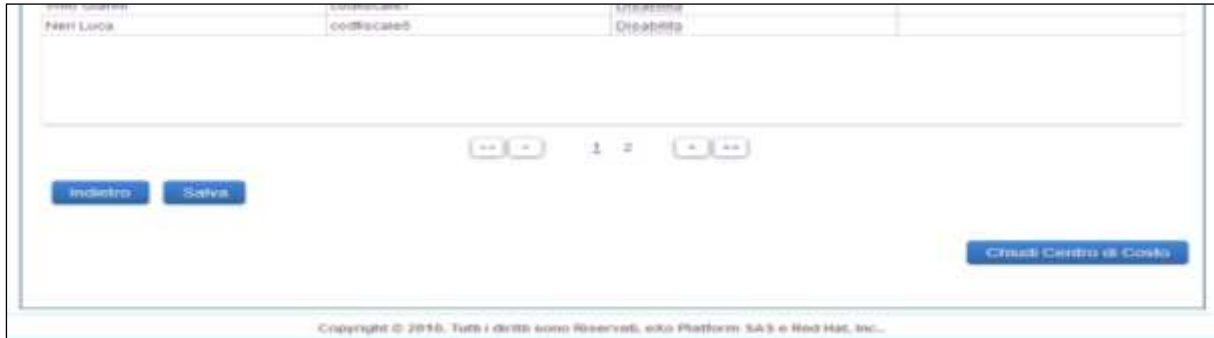 Neri Luca codfiscale5 Disabilita
1 2
Indietro Salva
Chiudi Centro di Costo
Copyright © 2010. Tutti i diritti sono Riservati, eXo Platform SAS e Red Hat, Inc..